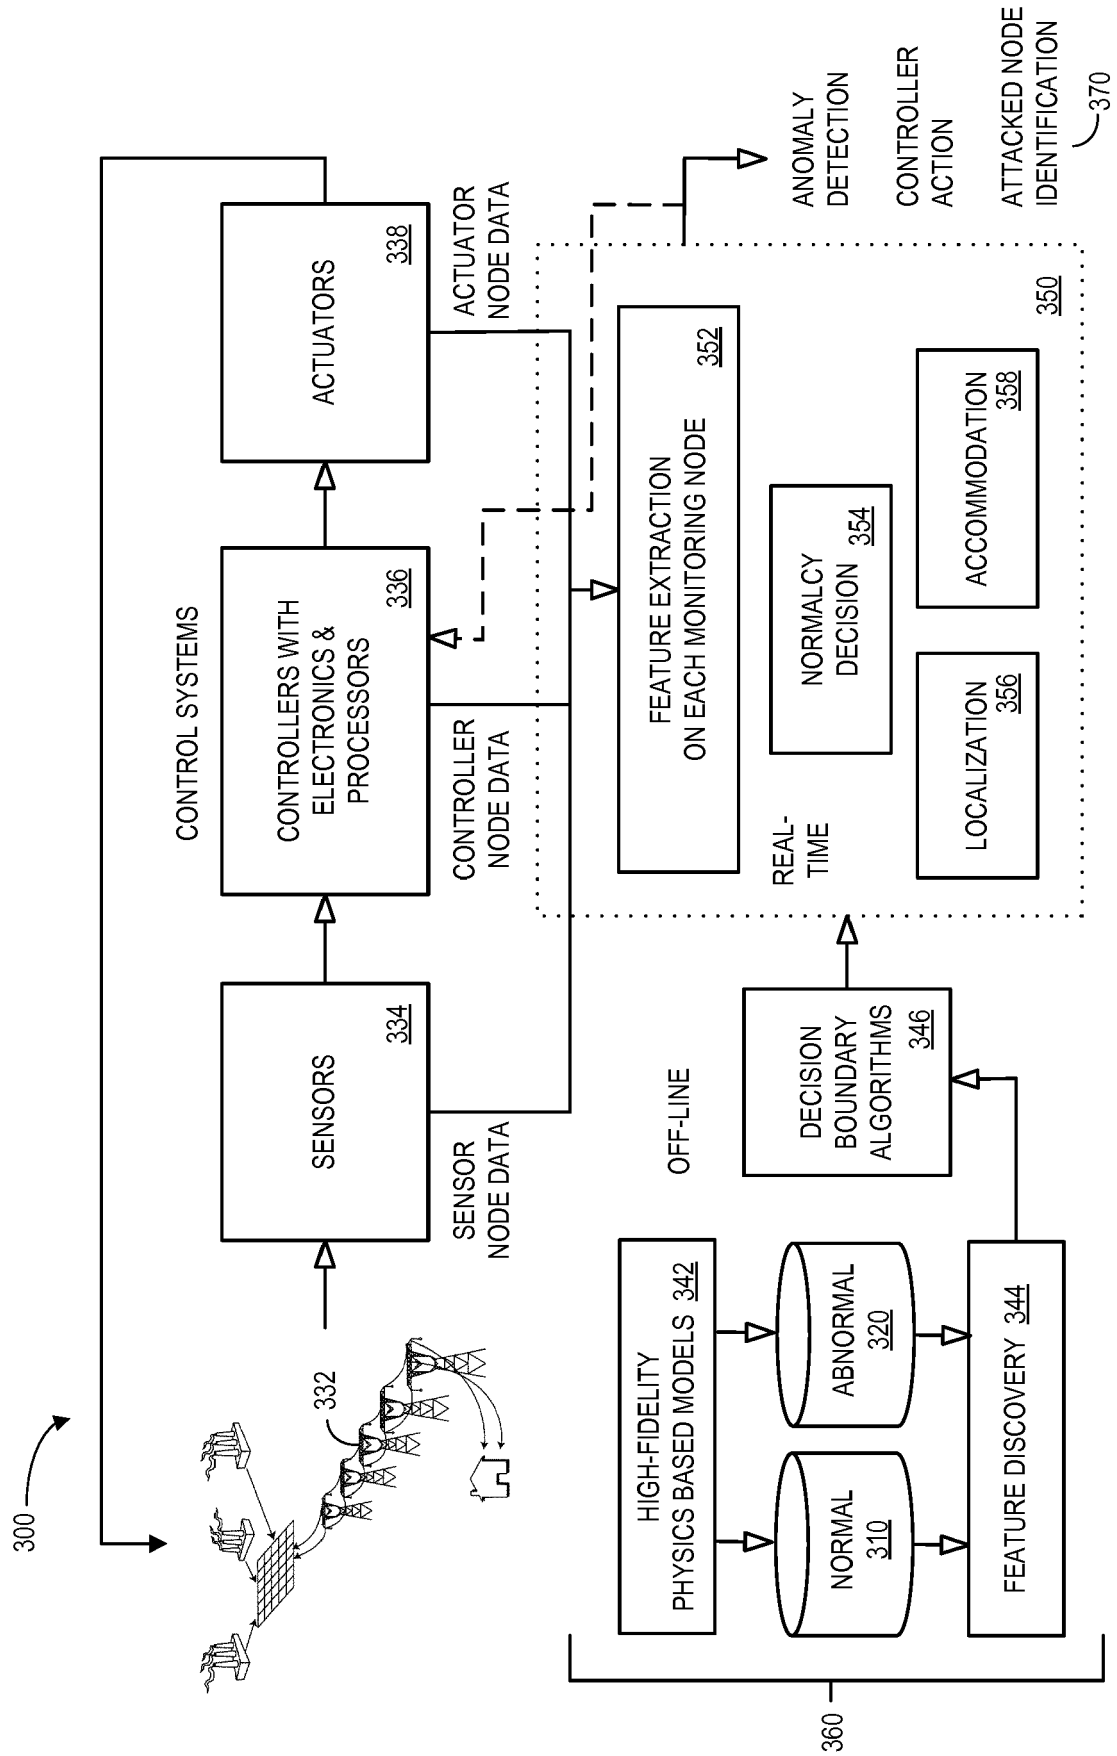 300
332
CONTROL SYSTEMS
SENSORS
334
CONTROLLERS WITH
ELECTRONICS &
PROCESSORS
336
ACTUATORS
338
SENSOR
NODE DATA
CONTROLLER
NODE DATA
ACTUATOR
NODE DATA
OFF-LINE
HIGH-FIDELITY
PHYSICS BASED MODELS 342
NORMAL
310
ABNORMAL
320
FEATURE DISCOVERY 344
360
DECISION
BOUNDARY
ALGORITHMS
346
REAL-
TIME
FEATURE EXTRACTION
ON EACH MONITORING NODE
352
NORMALCY
DECISION
354
LOCALIZATION
356
ACCOMMODATION
358
350
ANOMALY
DETECTION
CONTROLLER
ACTION
ATTACKED NODE
IDENTIFICATION
370